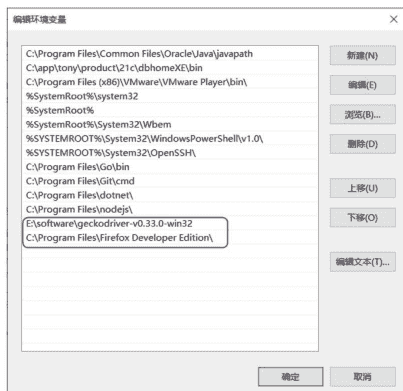 编辑环境变量
C:\Program Files\Common Files\Oracle\Java\javapath
C:\app\tony\product\21c\dbhomeXE\bin
C:\Program Files (x86)\VMware\VMware Player\bin\
%SystemRoot%\system32
%SystemRoot%
%SystemRoot%\System32\Wbem
%SYSTEMROOT%\System32\WindowsPowerShell\v1.0\
%SYSTEMROOT%\System32\OpenSSH\
C:\Program Files\Go\bin
C:\Program Files\Git\cmd
C:\Program Files\dotnet\
C:\Program Files\nodejs\
E:\software\geckodriver-v0.33.0-win32
C:\Program Files\Firefox Developer Edition\
新建(N)
编辑(E)
浏览(B)...
删除(D)
上移(U)
下移(O)
编辑文本(T)...
确定
取消